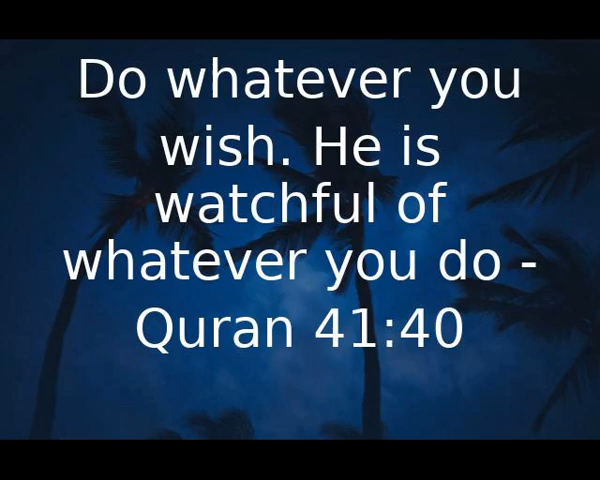 Do whatever you
wish. He is
watchful of
whatever you do -
Quran 41:40